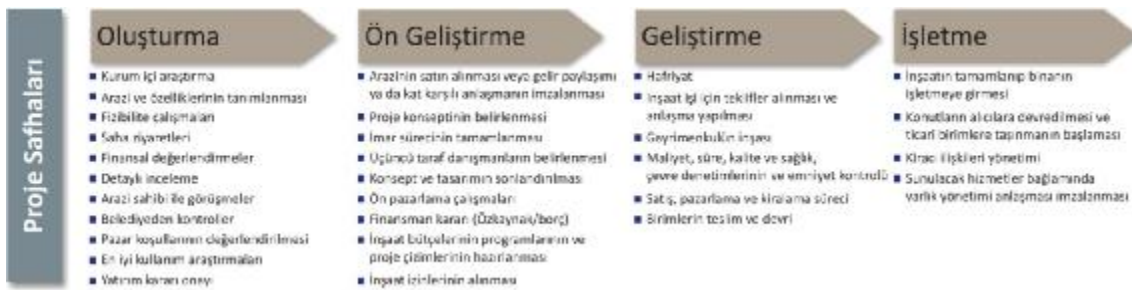 Proje Safhaları
Oluşturma
Kurum içi araştırma
Arazi ve özelliklerinin tanımlanması
Fizibilite çalışmaları
Saha ziyaretleri
Finansal değerlendirmeler
Detaylı inceleme
Arazi sahibi ile görüşmeler
Belediyeden kontroller
Pazar koşullarının değerlendirilmesi
En iyi kullanım araştırmaları
Yatırım kararı onayı
Ön Geliştirme
Arazinin satın alınması veya gelir paylaşımı
ya da kat karşılı anlaşmanın imzalanması
Proje konseptinin belirlenmesi
İmar sürecinin tamamlanması
Üçüncü taraf danışmanların belirlenmesi
Konsept ve tasarımın sonlandırılması
Ön pazarlama çalışmaları
Finansman kararı (Özkaynak/borç)
İnşaat bütçelerinin programlarının ve
proje çizimlerinin hazırlanması
İnşaat izinlerinin alınması
Geliştirme
Hafriyat
İnşaat işi için teklifler alınması ve
anlaşma yapılması
Gayrimenkulün inşası
Maliyet, süre, kalite ve sağlık,
çevre denetimlerinin ve emniyet kontrolü
Satış, pazarlama ve kiralama süreci
Birimlerin teslim ve devri
İşletme
İnşaatın tamamlanıp binanın
işletmeye girmesi
Konutların alıcılara devredilmesi ve
ticari birimlere taşınmanın başlaması
Kiracı ilişkileri yönetimi
Sunulacak hizmetler bağlamında
varlık yönetimi anlaşması imzalanması